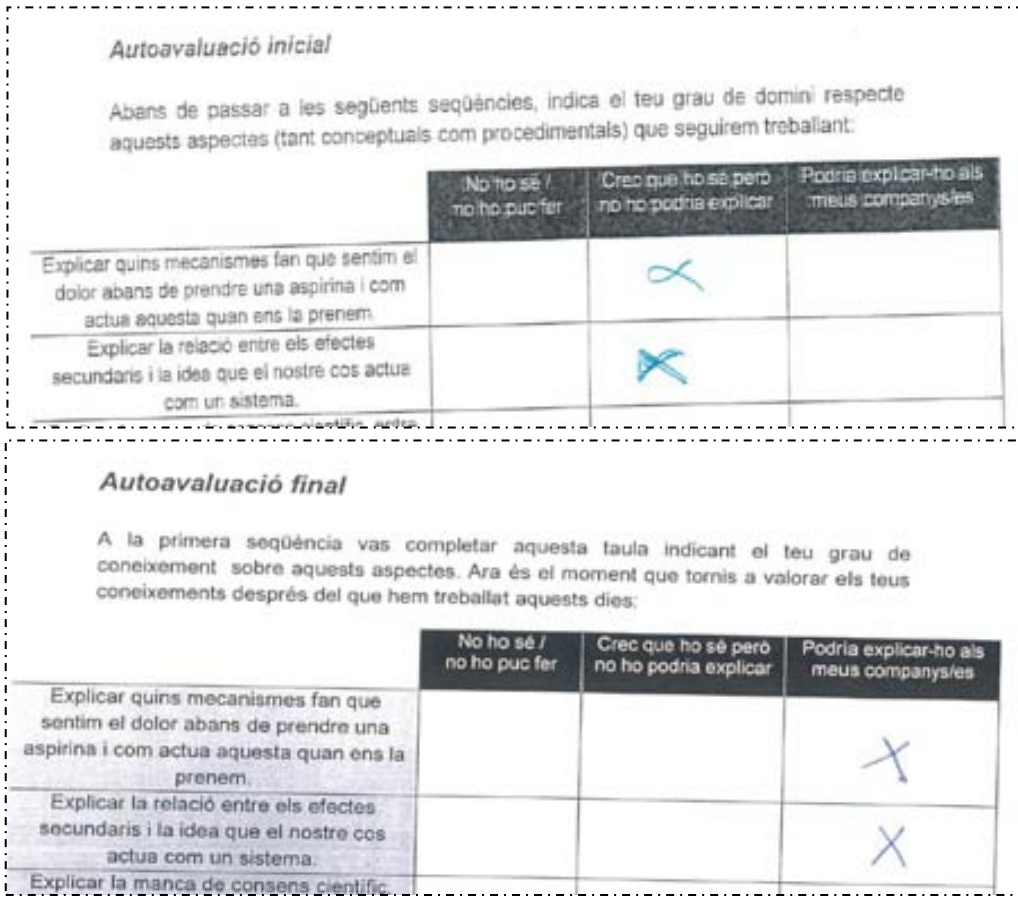 Autoavaluació inicial
Abans de passar a les següents seqüències, indica el teu grau de domini respecte
aquests aspectes (tant conceptuals com procedimentals) que seguirem treballant:
No ho sé /
no ho puc fer
Crec que ho sé però
no ho podria explicar
Podria explicar-ho als
meus companys/es
Explicar quins mecanismes fan que sentim el
dolor abans de prendre una aspirina i com
actua aquesta quan ens la prenem.
Explicar la relació entre els efectes
secundaris i la idea que el nostre cos actua
com un sistema.
Autoavaluació final
A la primera seqüència vas completar aquesta taula indicant el teu grau de
coneixement sobre aquests aspectes. Ara és el moment que tornis a valorar els teus
coneixements després del que hem treballat aquests dies:
No ho sé /
no ho puc fer
Crec que ho sé però
no ho podria explicar
Podria explicar-ho als
meus companys/es
Explicar quins mecanismes fan que
sentim el dolor abans de prendre una
aspirina i com actua aquesta quan ens la
prenem.
Explicar la relació entre els efectes
secundaris i la idea que el nostre cos
actua com un sistema.
Explicar la manca de consens científic,